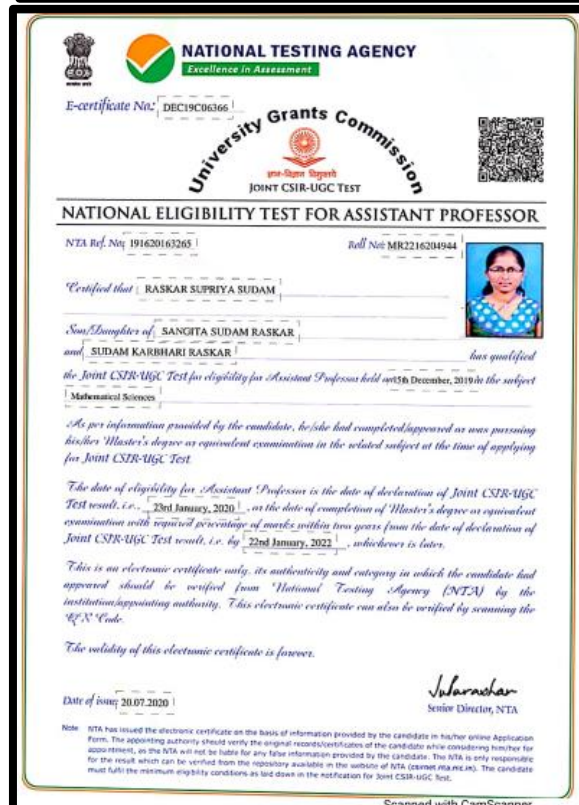 NATIONAL TESTING AGENCY
Excellence in Assessment
E-certificate No.: DEC19C06366
University Grants Commission
ज्ञान-विज्ञान विमुक्तये
JOINT CSIR-UGC TEST
NATIONAL ELIGIBILITY TEST FOR ASSISTANT PROFESSOR
NTA Ref. No: 191620163265 Roll No: MR2216204944
Certified that RASKAR SUPRIYA SUDAM
Son/Daughter of SANGITA SUDAM RASKAR
and SUDAM KARBHARI RASKAR has qualified
the Joint CSIR-UGC Test for eligibility for Assistant Professor held on 15th December, 2019 in the subject
Mathematical Sciences
As per information provided by the candidate, he/she had completed/appeared or was pursuing
his/her Master's degree or equivalent examination in the related subject at the time of applying
for Joint CSIR-UGC Test.
The date of eligibility for Assistant Professor is the date of declaration of Joint CSIR-UGC
Test result, i.e., 23rd January, 2020, or the date of completion of Master's degree or equivalent
examination with required percentage of marks within two years from the date of declaration of
Joint CSIR-UGC Test result, i.e. by 22nd January, 2022, whichever is later.
This is an electronic certificate only, its authenticity and category in which the candidate had
appeared should be verified from National Testing Agency (NTA) by the
institution/appointing authority. This electronic certificate can also be verified by scanning the
QR Code.
The validity of this electronic certificate is forever.
Date of issue: 20.07.2020
Senior Director, NTA
Note: NTA has issued the electronic certificate on the basis of information provided by the candidate in his/her online Application
Form. The appointing authority should verify the original records/certificates of the candidate while considering him/her for
appointment, as the NTA will not be liable for any false information provided by the candidate. The NTA is only responsible
for the result which can be verified from the repository available in the website of NTA (csirnet.nta.nic.in). The candidate
must fulfil the minimum eligibility conditions as laid down in the notification for Joint CSIR-UGC Test.
Scanned with CamScanner